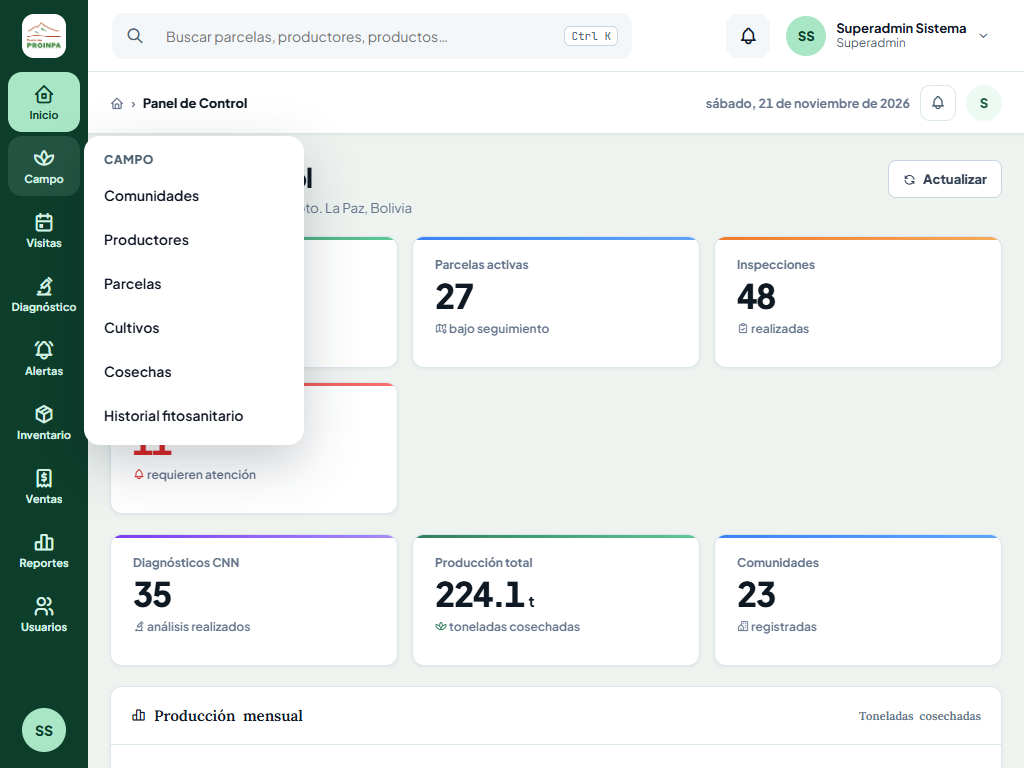 PROINPA
Buscar parcelas, productores, productos...
Ctrl K
SS
Superadmin Sistema
Superadmin
Inicio
Campo
Visitas
Diagnóstico
Alertas
Inventario
Ventas
Reportes
Usuarios
SS
› Panel de Control
sábado, 21 de noviembre de 2026
S
CAMPO
Comunidades
Productores
Parcelas
Cultivos
Cosechas
Historial fitosanitario
La Paz, Bolivia
Actualizar
Parcelas activas
27
bajo seguimiento
Inspecciones
48
realizadas
11
requieren atención
Diagnósticos CNN
35
análisis realizados
Producción total
224.1 t
toneladas cosechadas
Comunidades
23
registradas
Producción mensual
Toneladas cosechadas